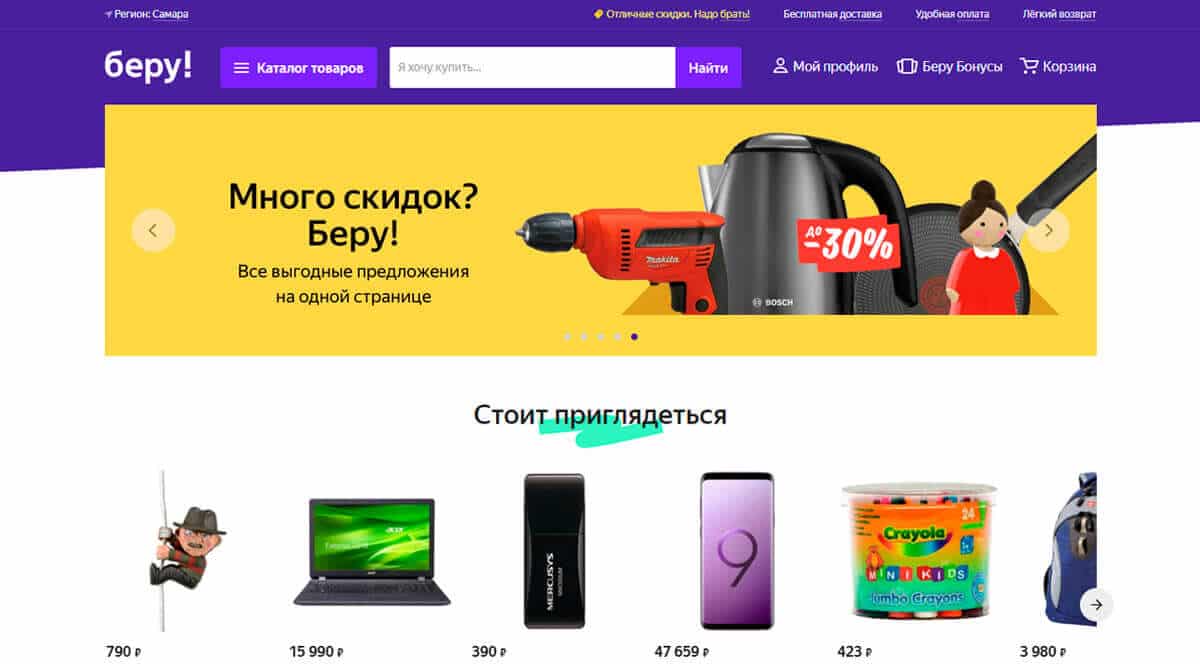 Регион: Самара
Отличные скидки. Надо брать!
Бесплатная доставка
Удобная оплата
Лёгкий возврат
беру!
Каталог товаров
Я хочу купить...
Найти
Мой профиль
Беру Бонусы
Корзина
Много скидок?
Беру!
Все выгодные предложения
на одной странице
makita
до
-30%
BOSCH
Стоит приглядеться
acer
MERCUSYS
9
24
Crayola
MINI KIDS
Jumbo Crayons
790 ₽
15 990 ₽
390 ₽
47 659 ₽
423 ₽
3 980 ₽